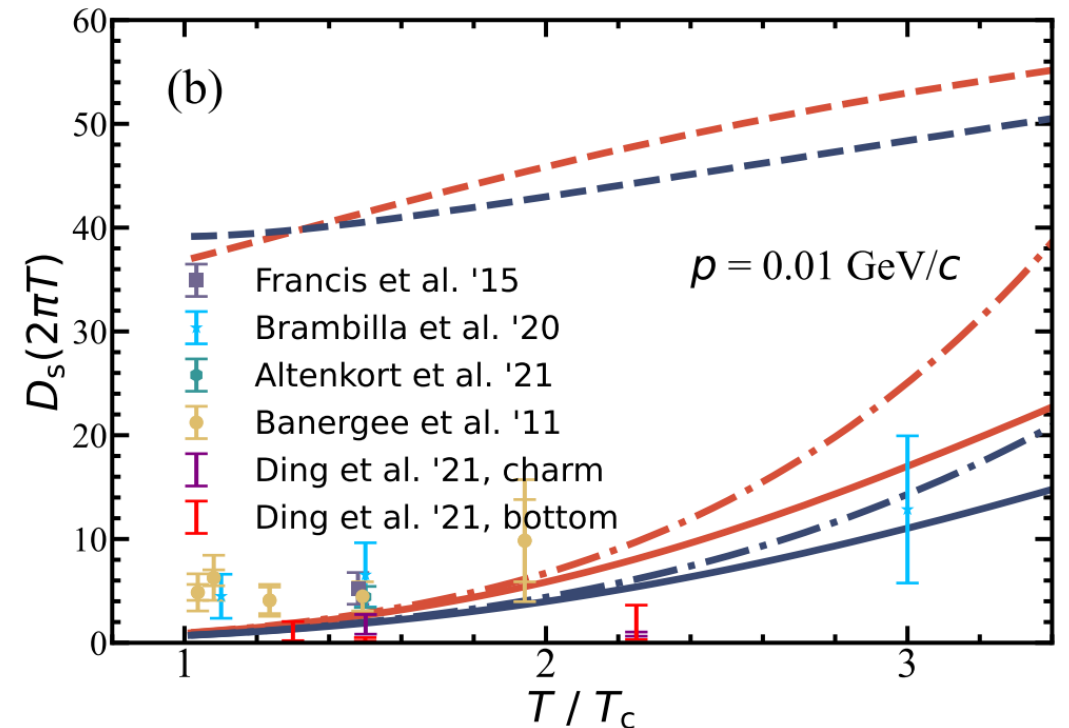 60
50
40
30
20
10
0
D_s(2πT)
(b)
p = 0.01 GeV/c
Francis et al. '15
Brambilla et al. '20
Altenkort et al. '21
Banergee et al. '11
Ding et al. '21, charm
Ding et al. '21, bottom
1 2 3
T / T_c